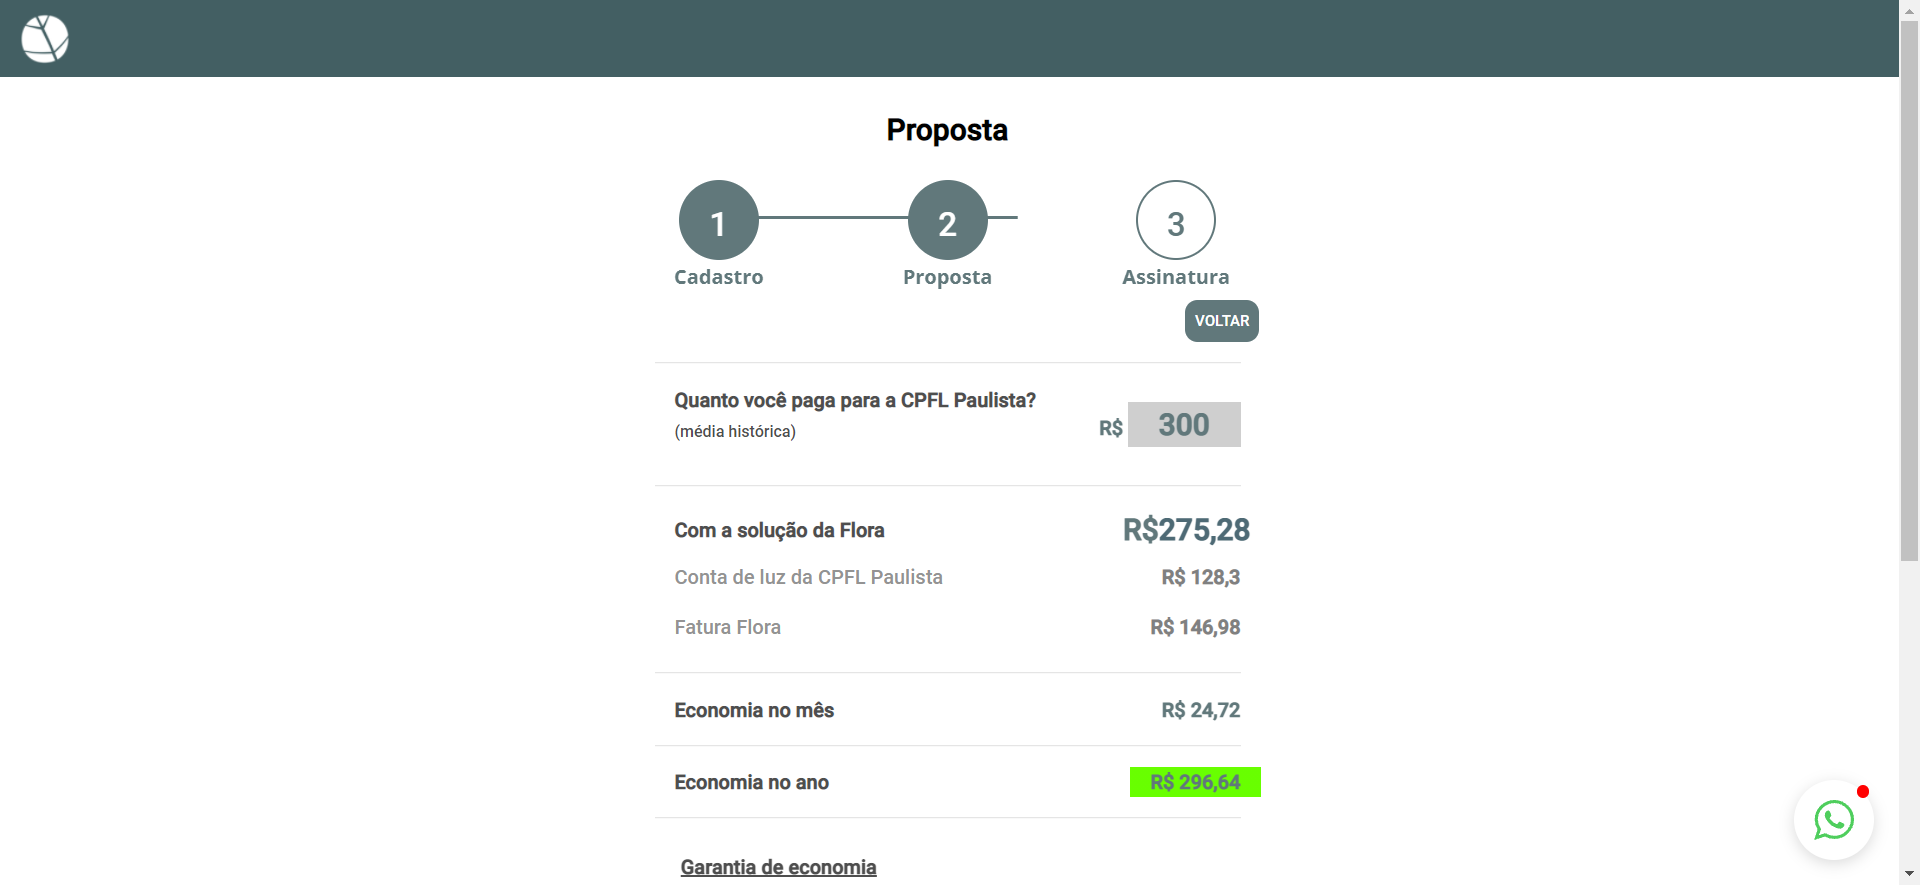 Proposta
1
2
3
Cadastro
Proposta
Assinatura
VOLTAR
Quanto você paga para a CPFL Paulista?
(média histórica)
R$ 300
Com a solução da Flora
R$275,28
Conta de luz da CPFL Paulista
R$ 128,3
Fatura Flora
R$ 146,98
Economia no mês
R$ 24,72
Economia no ano
R$ 296,64
Garantia de economia